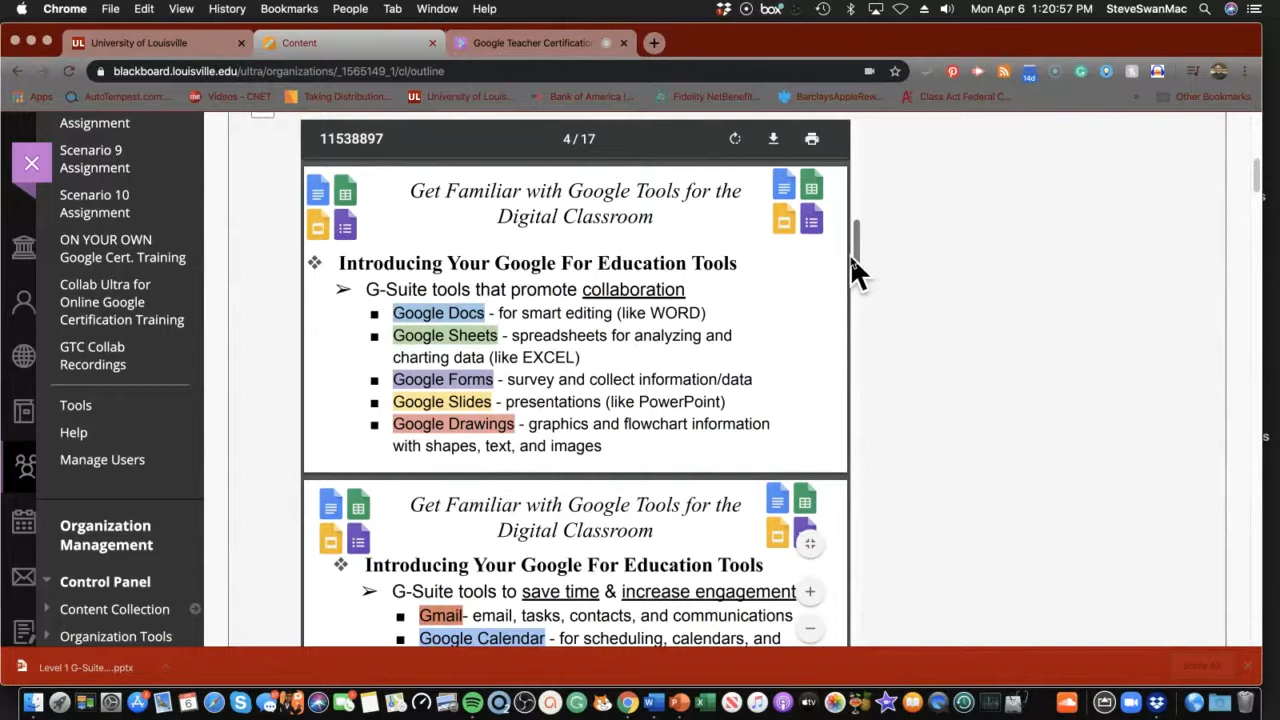 Chrome File Edit View History Bookmarks People Tab Window Help box Mon Apr 6 1:20:57 PM SteveSwanMac
UL University of Louisville × Content × Google Teacher Certificatio × +
blackboard.louisville.edu/ultra/organizations/_1565149_1/cl/outline 14d
Apps AutoTempest.com:... cnet Videos - CNET Taking Distribution... UL University of Louis... Bank of America |... Fidelity NetBenefit... BarclaysAppleRew... Class Act Federal C... » Other Bookmarks
Assignment
Scenario 9
Assignment
Scenario 10
Assignment
ON YOUR OWN
Google Cert. Training
Collab Ultra for
Online Google
Certification Training
GTC Collab
Recordings
Tools
Help
Manage Users
Organization
Management
Control Panel
Content Collection
Organization Tools
11538897 4 / 17
Get Familiar with Google Tools for the
Digital Classroom
❖ Introducing Your Google For Education Tools
➢ G-Suite tools that promote collaboration
■ Google Docs - for smart editing (like WORD)
■ Google Sheets - spreadsheets for analyzing and
charting data (like EXCEL)
■ Google Forms - survey and collect information/data
■ Google Slides - presentations (like PowerPoint)
■ Google Drawings - graphics and flowchart information
with shapes, text, and images
Get Familiar with Google Tools for the
Digital Classroom
❖ Introducing Your Google For Education Tools
➢ G-Suite tools to save time & increase engagement
■ Gmail- email, tasks, contacts, and communications
■ Google Calendar - for scheduling, calendars, and
Level 1 G-Suite....pptx Show All ×